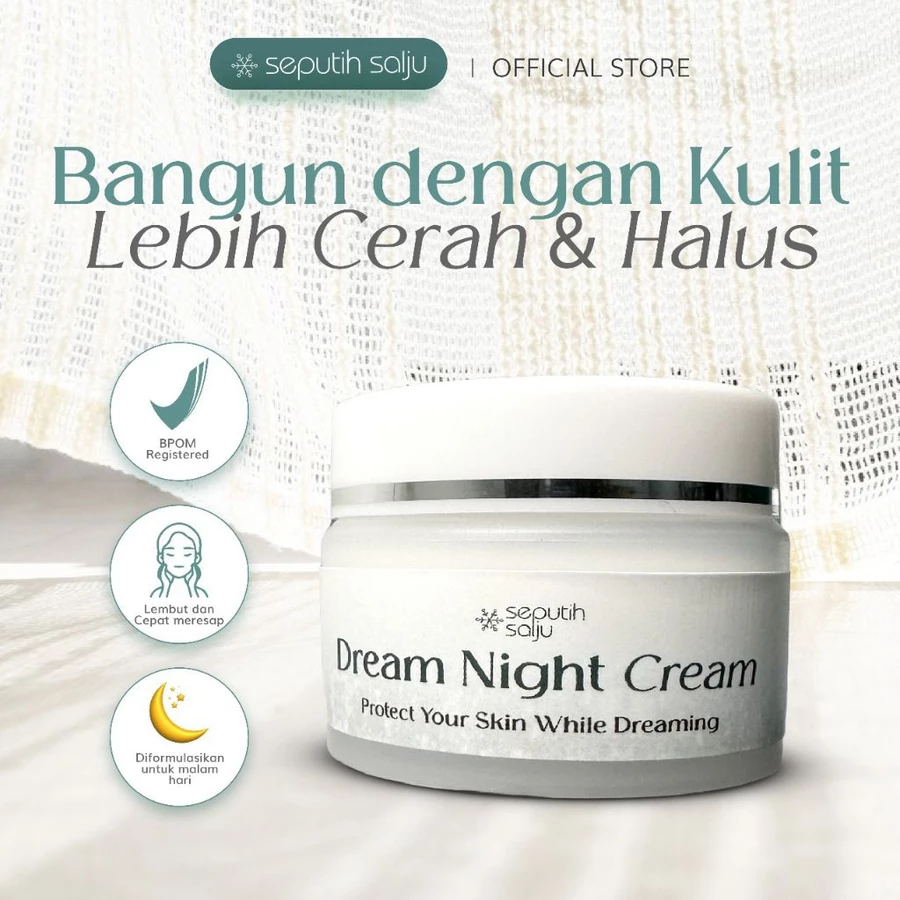 seputih salju | OFFICIAL STORE
Bangun dengan Kulit
Lebih Cerah & Halus
BPOM
Registered
Lembut dan
Cepat meresap
Diformulasikan
untuk malam
hari
seputih
salju
Dream Night Cream
Protect Your Skin While Dreaming